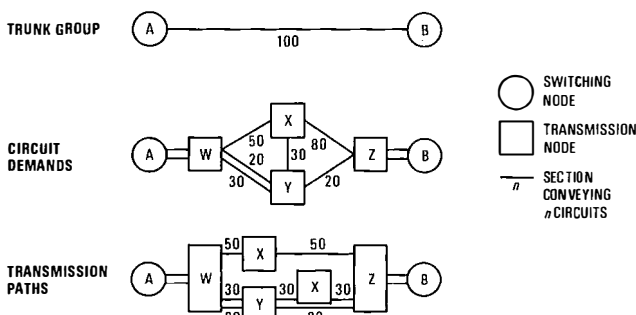 TRUNK GROUP
A
B
100
SWITCHING
NODE
TRANSMISSION
NODE
n
SECTION
CONVEYING
n CIRCUITS
CIRCUIT
DEMANDS
A
W
50
X
80
20
30
30
Y
20
Z
B
TRANSMISSION
PATHS
A
W
50
X
50
30
30
X
30
Y
Z
B